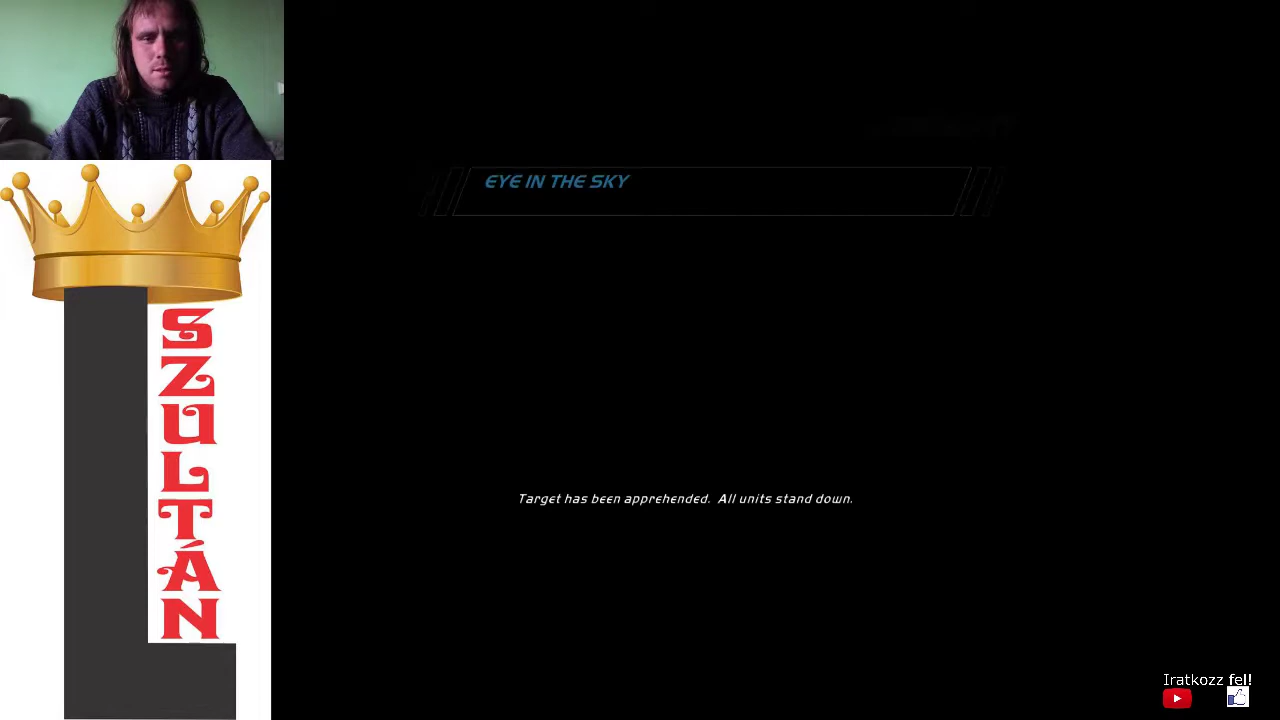 EYE IN THE SKY
L
SZULTÁN
Target has been apprehended. All units stand down.
Iratkozz fel!